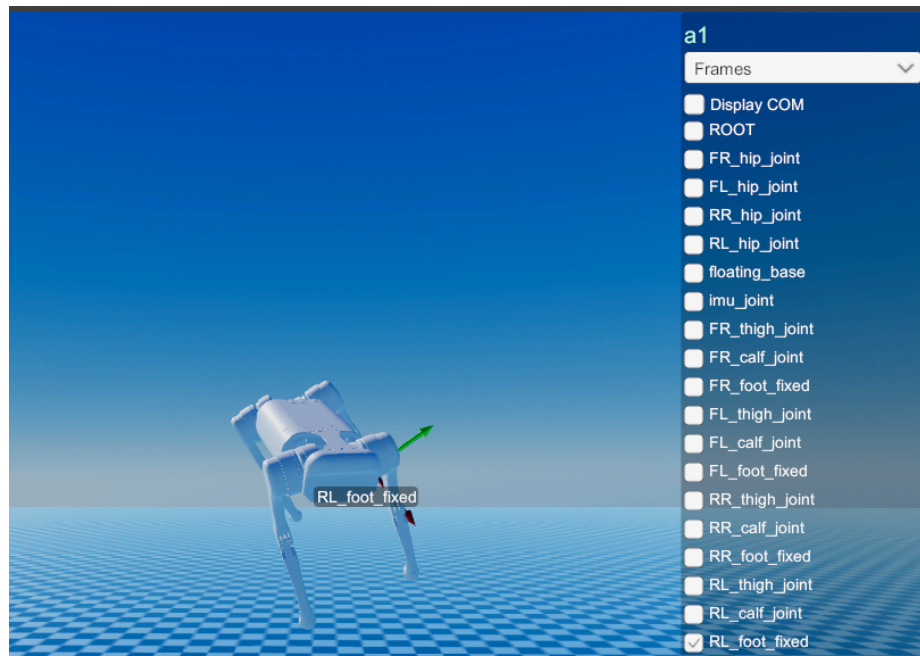 a1
Frames
Display COM
ROOT
FR_hip_joint
FL_hip_joint
RR_hip_joint
RL_hip_joint
floating_base
imu_joint
FR_thigh_joint
FR_calf_joint
FR_foot_fixed
FL_thigh_joint
FL_calf_joint
FL_foot_fixed
RR_thigh_joint
RR_calf_joint
RR_foot_fixed
RL_thigh_joint
RL_calf_joint
RL_foot_fixed
RL_foot_fixed